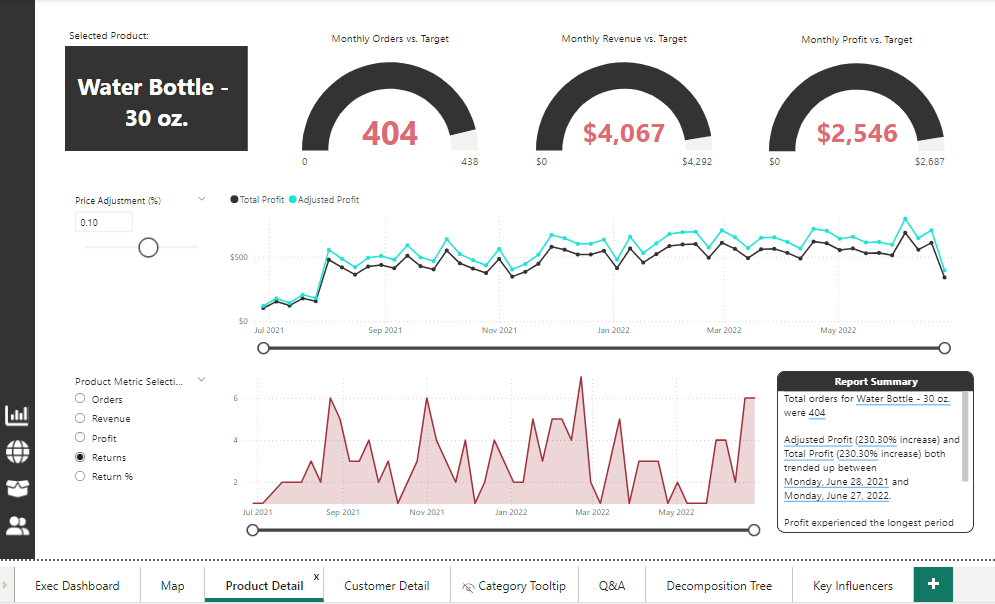 Selected Product:
Water Bottle -
30 oz.
Monthly Orders vs. Target
404
0
438
Monthly Revenue vs. Target
$4,067
$0
$4,292
Monthly Profit vs. Target
$2,546
$0
$2,687
Price Adjustment (%)
0.10
Total Profit Adjusted Profit
$500
$0
Jul 2021 Sep 2021 Nov 2021 Jan 2022 Mar 2022 May 2022
Product Metric Selecti...
Orders
Revenue
Profit
Returns
Return %
6
4
2
Jul 2021 Sep 2021 Nov 2021 Jan 2022 Mar 2022 May 2022
Report Summary
Total orders for Water Bottle - 30 oz.
were 404
Adjusted Profit (230.30% increase) and
Total Profit (230.30% increase) both
trended up between
Monday, June 28, 2021 and
Monday, June 27, 2022.
Profit experienced the longest period
Exec Dashboard Map Product Detail x Customer Detail Category Tooltip Q&A Decomposition Tree Key Influencers +